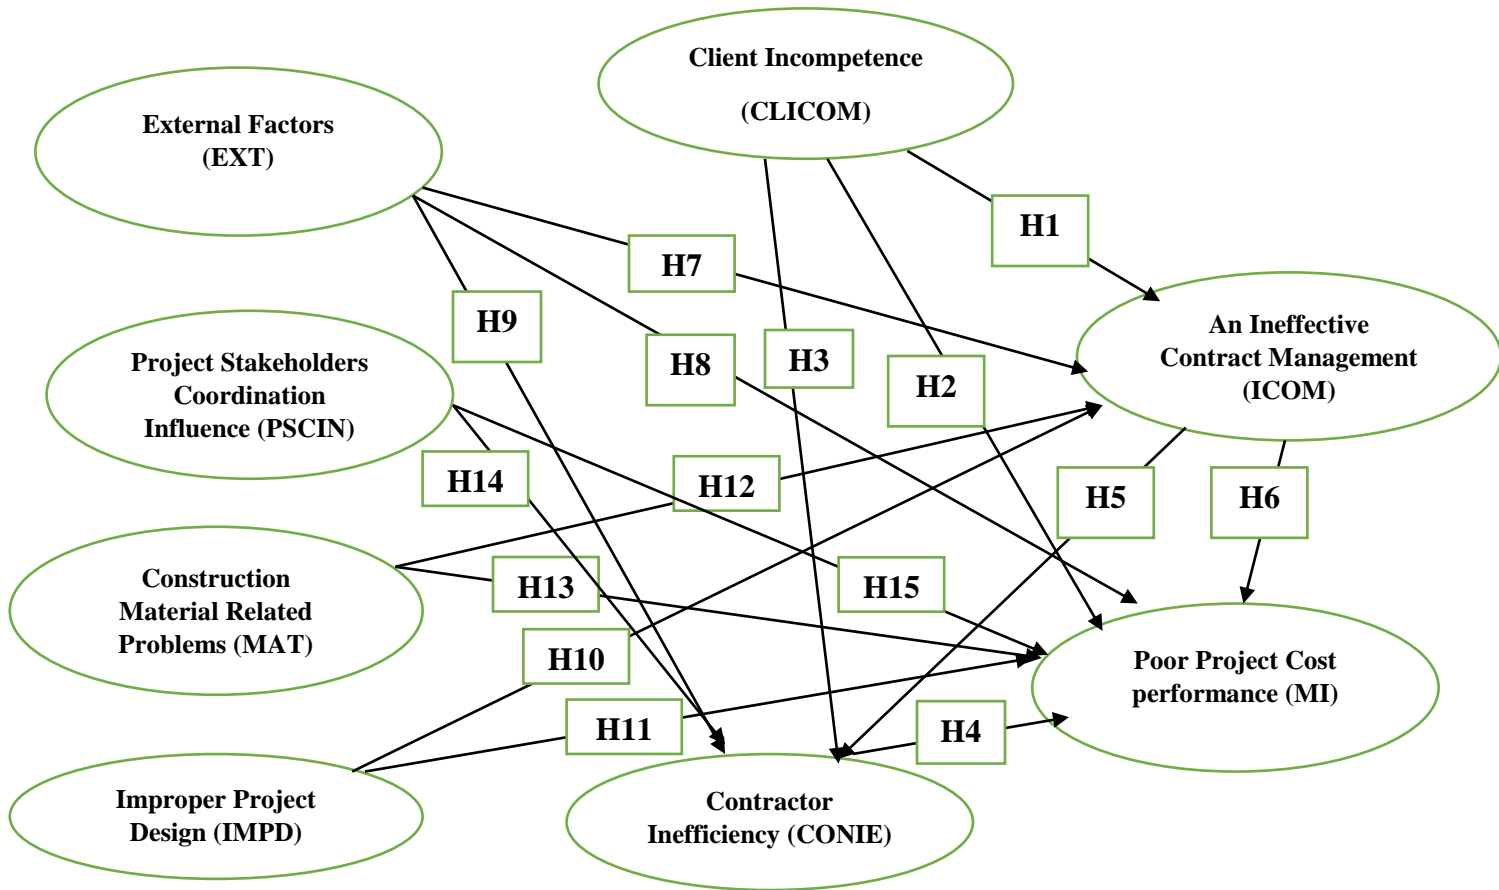 Client Incompetence
(CLICOM)
External Factors
(EXT)
H1
H7
H9
H8
H3
H2
An Ineffective
Contract Management
(ICOM)
Project Stakeholders
Coordination
Influence (PSCIN)
H14
H12
H5
H6
Construction
Material Related
Problems (MAT)
H13
H15
H10
Poor Project Cost
performance (MI)
H11
H4
Improper Project
Design (IMPD)
Contractor
Inefficiency (CONIE)